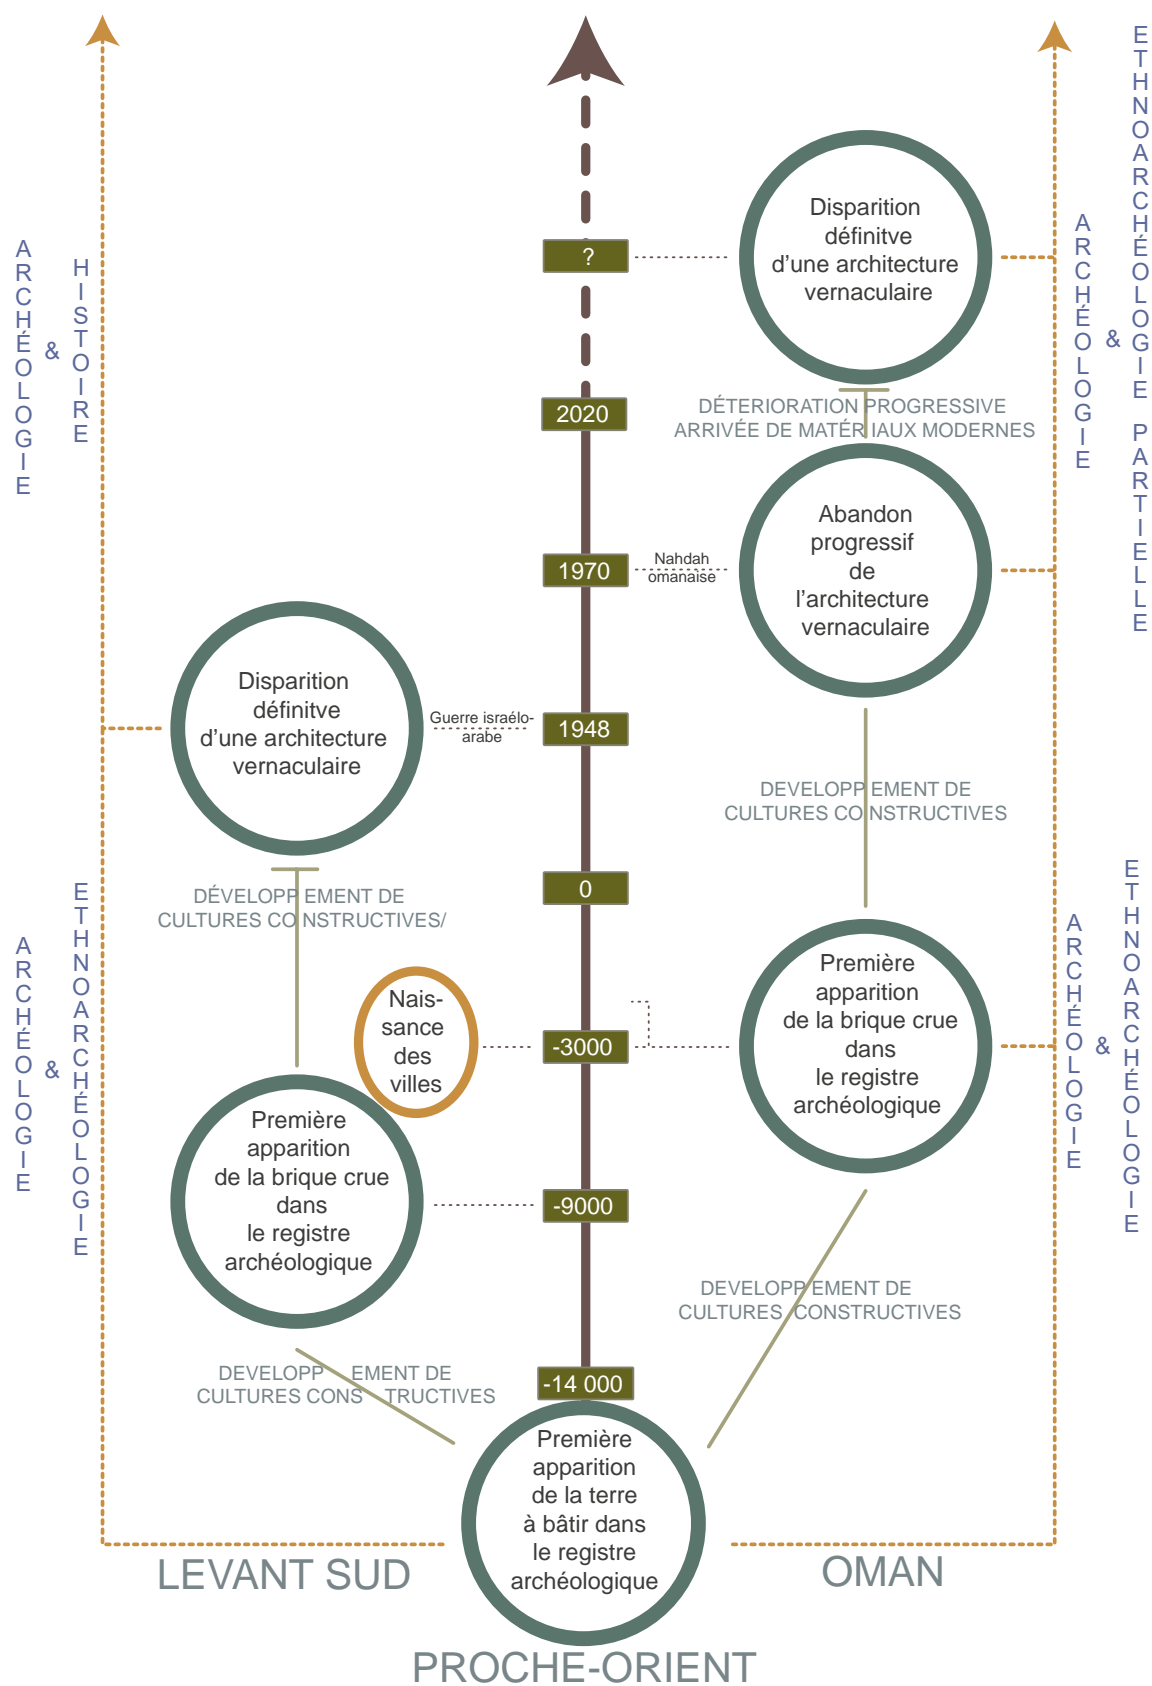 ARCHÉOLOGIE
&
HISTOIRE
ARCHÉOLOGIE
&
ETHNOARCHÉOLOGIE PARTIELLE
?
Disparition
définitve
d'une architecture
vernaculaire
2020
DÉTERIORATION PROGRESSIVE
ARRIVÉE DE MATÉRIAUX MODERNES
1970
Nahdah
omanaise
Abandon
progressif
de
l'architecture
vernaculaire
Disparition
définitve
d'une architecture
vernaculaire
Guerre israélo-
arabe
1948
DEVELOPPEMENT DE
CULTURES CONSTRUCTIVES
0
DÉVELOPPEMENT DE
CULTURES CONSTRUCTIVES/
ARCHÉOLOGIE
&
ETHNOARCHÉOLOGIE
Nais-
sance
des
villes
-3000
Première
apparition
de la brique crue
dans
le registre
archéologique
ARCHÉOLOGIE
&
ETHNOARCHÉOLOGIE
Première
apparition
de la brique crue
dans
le registre
archéologique
-9000
DEVELOPPEMENT DE
CULTURES CONSTRUCTIVES
DEVELOPPEMENT DE
CULTURES CONSTRUCTIVES
-14 000
Première
apparition
de la terre
à bâtir dans
le registre
archéologique
LEVANT SUD
OMAN
PROCHE-ORIENT